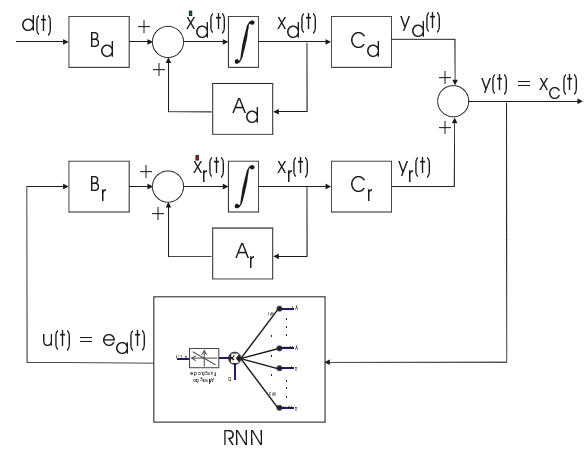 d(t)
B_d
+
+
ẋ_d(t)
∫
x_d(t)
C_d
y_d(t)
A_d
+
+
y(t) = x_c(t)
B_r
+
+
ẋ_r(t)
∫
x_r(t)
C_r
y_r(t)
A_r
u(t) = e_a(t)
RNN